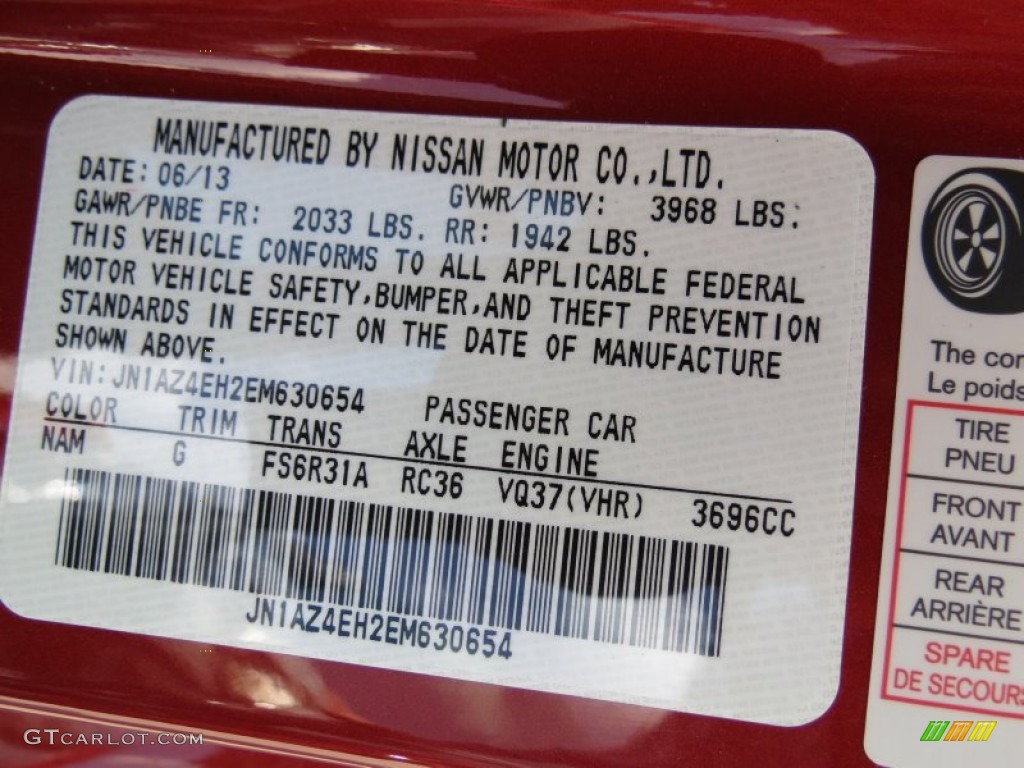 MANUFACTURED BY NISSAN MOTOR CO.,LTD.
DATE: 06/13 GVWR/PNBV: 3968 LBS.
GAWR/PNBE FR: 2033 LBS. RR: 1942 LBS.
THIS VEHICLE CONFORMS TO ALL APPLICABLE FEDERAL
MOTOR VEHICLE SAFETY,BUMPER,AND THEFT PREVENTION
STANDARDS IN EFFECT ON THE DATE OF MANUFACTURE
SHOWN ABOVE.
VIN:JN1AZ4EH2EM630654 PASSENGER CAR
COLOR TRIM TRANS AXLE ENGINE
NAM G FS6R31A RC36 VQ37(VHR) 3696CC
JN1AZ4EH2EM630654
The com
Le poids
TIRE
PNEU
FRONT
AVANT
REAR
ARRIÈRE
SPARE
DE SECOURS
GTCARLOT.COM